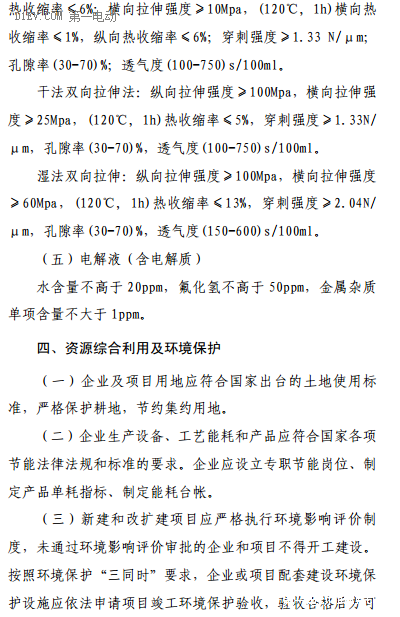 热收缩率≤6%；横向拉伸强度≥10Mpa，(120℃，1h)横向热
D1EV.COM 第一电动
收缩率≤1%，纵向热收缩率≤6%；穿刺强度≥1.33 N/μm；
孔隙率(30-70)%；透气度(100-750)s/100ml。
干法双向拉伸法：纵向拉伸强度≥100Mpa，横向拉伸强
度≥25Mpa，(120℃，1h)热收缩率≤5%，穿刺强度≥1.33N/
μm，孔隙率(30-70)%，透气度(100-750)s/100ml。
湿法双向拉伸：纵向拉伸强度≥100Mpa，横向拉伸强度
≥60Mpa，(120℃，1h)热收缩率≤13%，穿刺强度≥2.04N/
μm，孔隙率(30-70)%，透气度(150-600)s/100ml。
（五）电解液（含电解质）
水含量不高于20ppm，氟化氢不高于50ppm，金属杂质
单项含量不大于1ppm。
四、资源综合利用及环境保护
（一）企业及项目用地应符合国家出台的土地使用标
准，严格保护耕地，节约集约用地。
（二）企业生产设备、工艺能耗和产品应符合国家各项
节能法律法规和标准的要求。企业应设立专职节能岗位、制
定产品单耗指标、制定能耗台帐。
（三）新建和改扩建项目应严格执行环境影响评价制
度，未通过环境影响评价审批的企业和项目不得开工建设。
按照环境保护“三同时”要求，企业或项目配套建设环境保
护设施应依法申请项目竣工环境保护验收，验收合格后方可